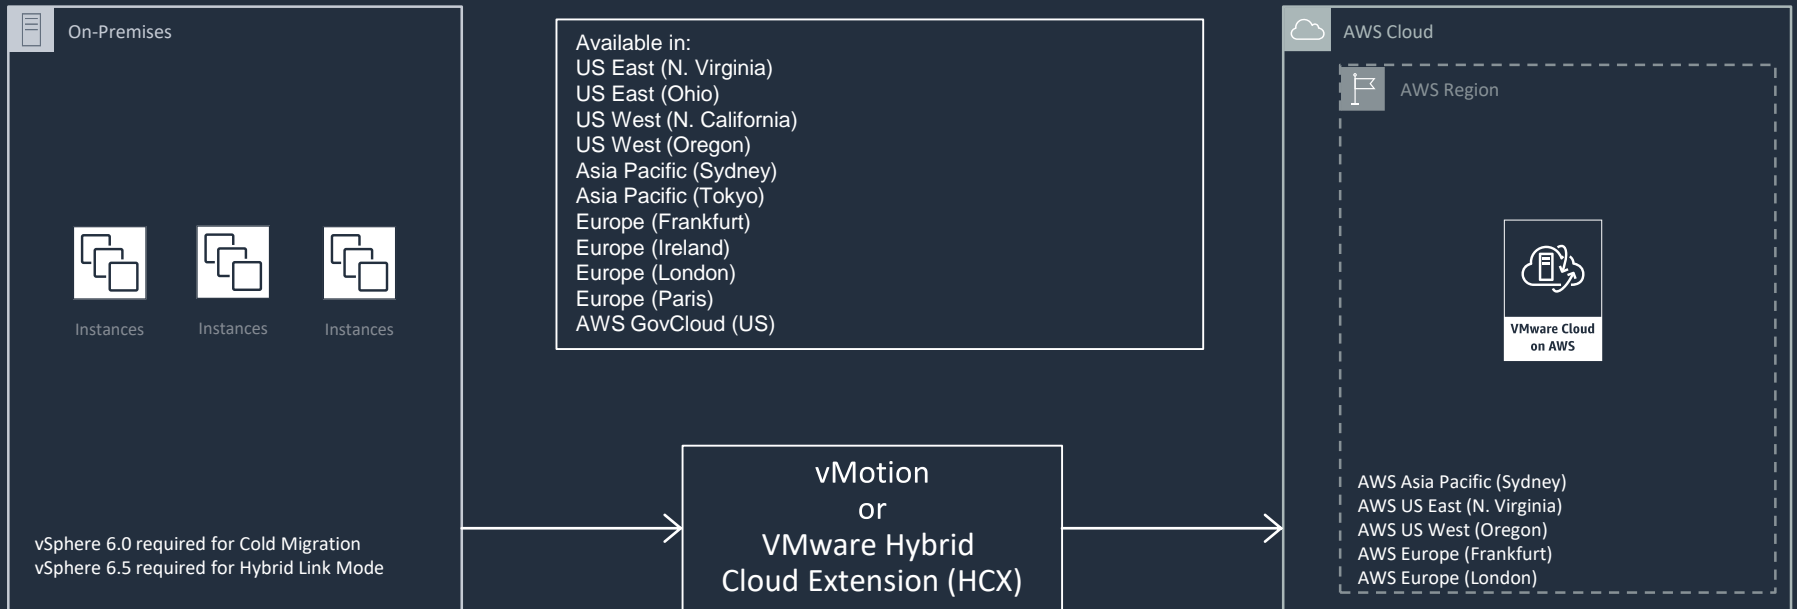 On-Premises
Instances
Instances
Instances
vSphere 6.0 required for Cold Migration
vSphere 6.5 required for Hybrid Link Mode
Available in:
US East (N. Virginia)
US East (Ohio)
US West (N. California)
US West (Oregon)
Asia Pacific (Sydney)
Asia Pacific (Tokyo)
Europe (Frankfurt)
Europe (Ireland)
Europe (London)
Europe (Paris)
AWS GovCloud (US)
vMotion
or
VMware Hybrid
Cloud Extension (HCX)
AWS Cloud
AWS Region
VMware Cloud
on AWS
AWS Asia Pacific (Sydney)
AWS US East (N. Virginia)
AWS US West (Oregon)
AWS Europe (Frankfurt)
AWS Europe (London)